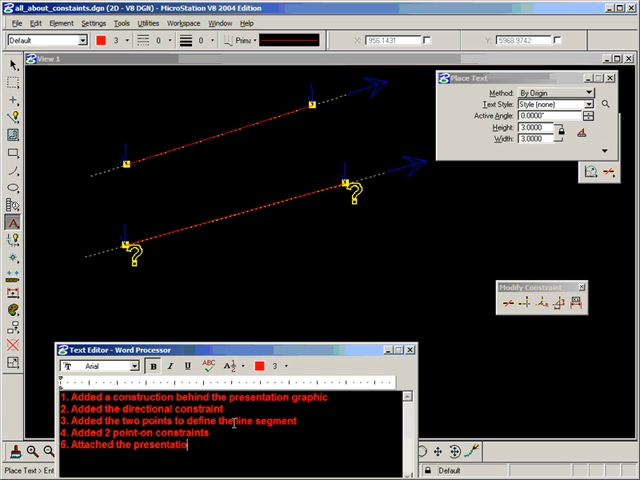 all_about_constaints.dgn (2D - V8 DGN) - MicroStation V8 2004 Edition
File Edit Element Settings Tools Utilities Workspace Window Help
Default 3 0 0 Prima X: 956.1431 Y: 5968.9742
View 1
Place Text
Method: By Origin
Text Style: Style (none)
Active Angle: 0.0000°
Height: 3.0000
Width: 3.0000
?
?
Modify Constraint
Text Editor - Word Processor
Arial B I U ABC 3
1. Added a construction behind the presentation graphic
2. Added the directional constraint
3. Added the two points to define the line segment
4. Added 2 point-on constraints
5. Attached the presentatio
Place Text > Ent
Default